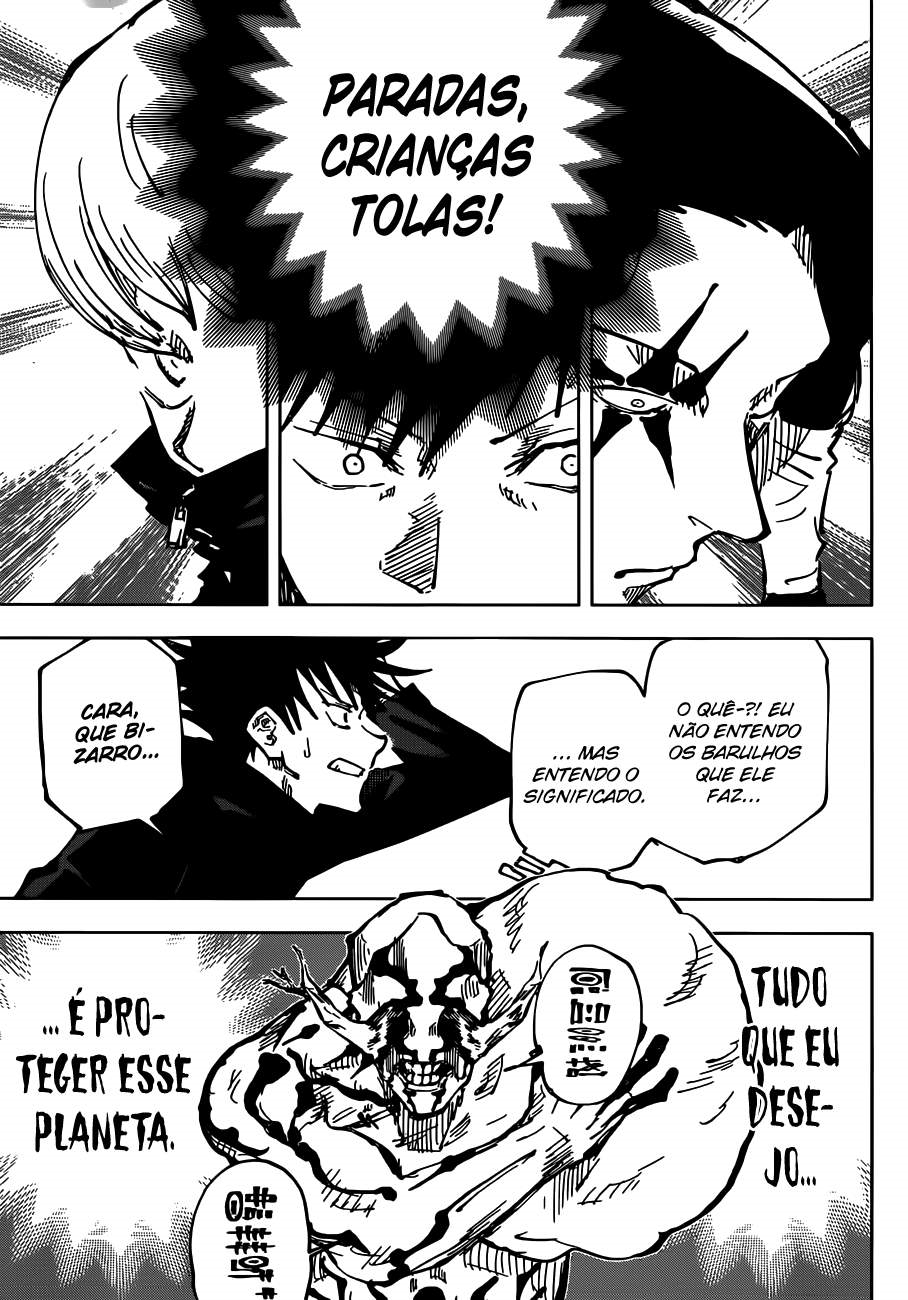 PARADAS,
CRIANÇAS
TOLAS!
O QUÊ-?! EU
NÃO ENTENDO
OS BARULHOS
QUE ELE
FAZ...
... MAS
ENTENDO O
SIGNIFICADO.
CARA,
QUE BI-
ZARRO...
TUDO
QUE EU
DESE-
JO...
... É PRO-
TEGER ESSE
PLANETA.